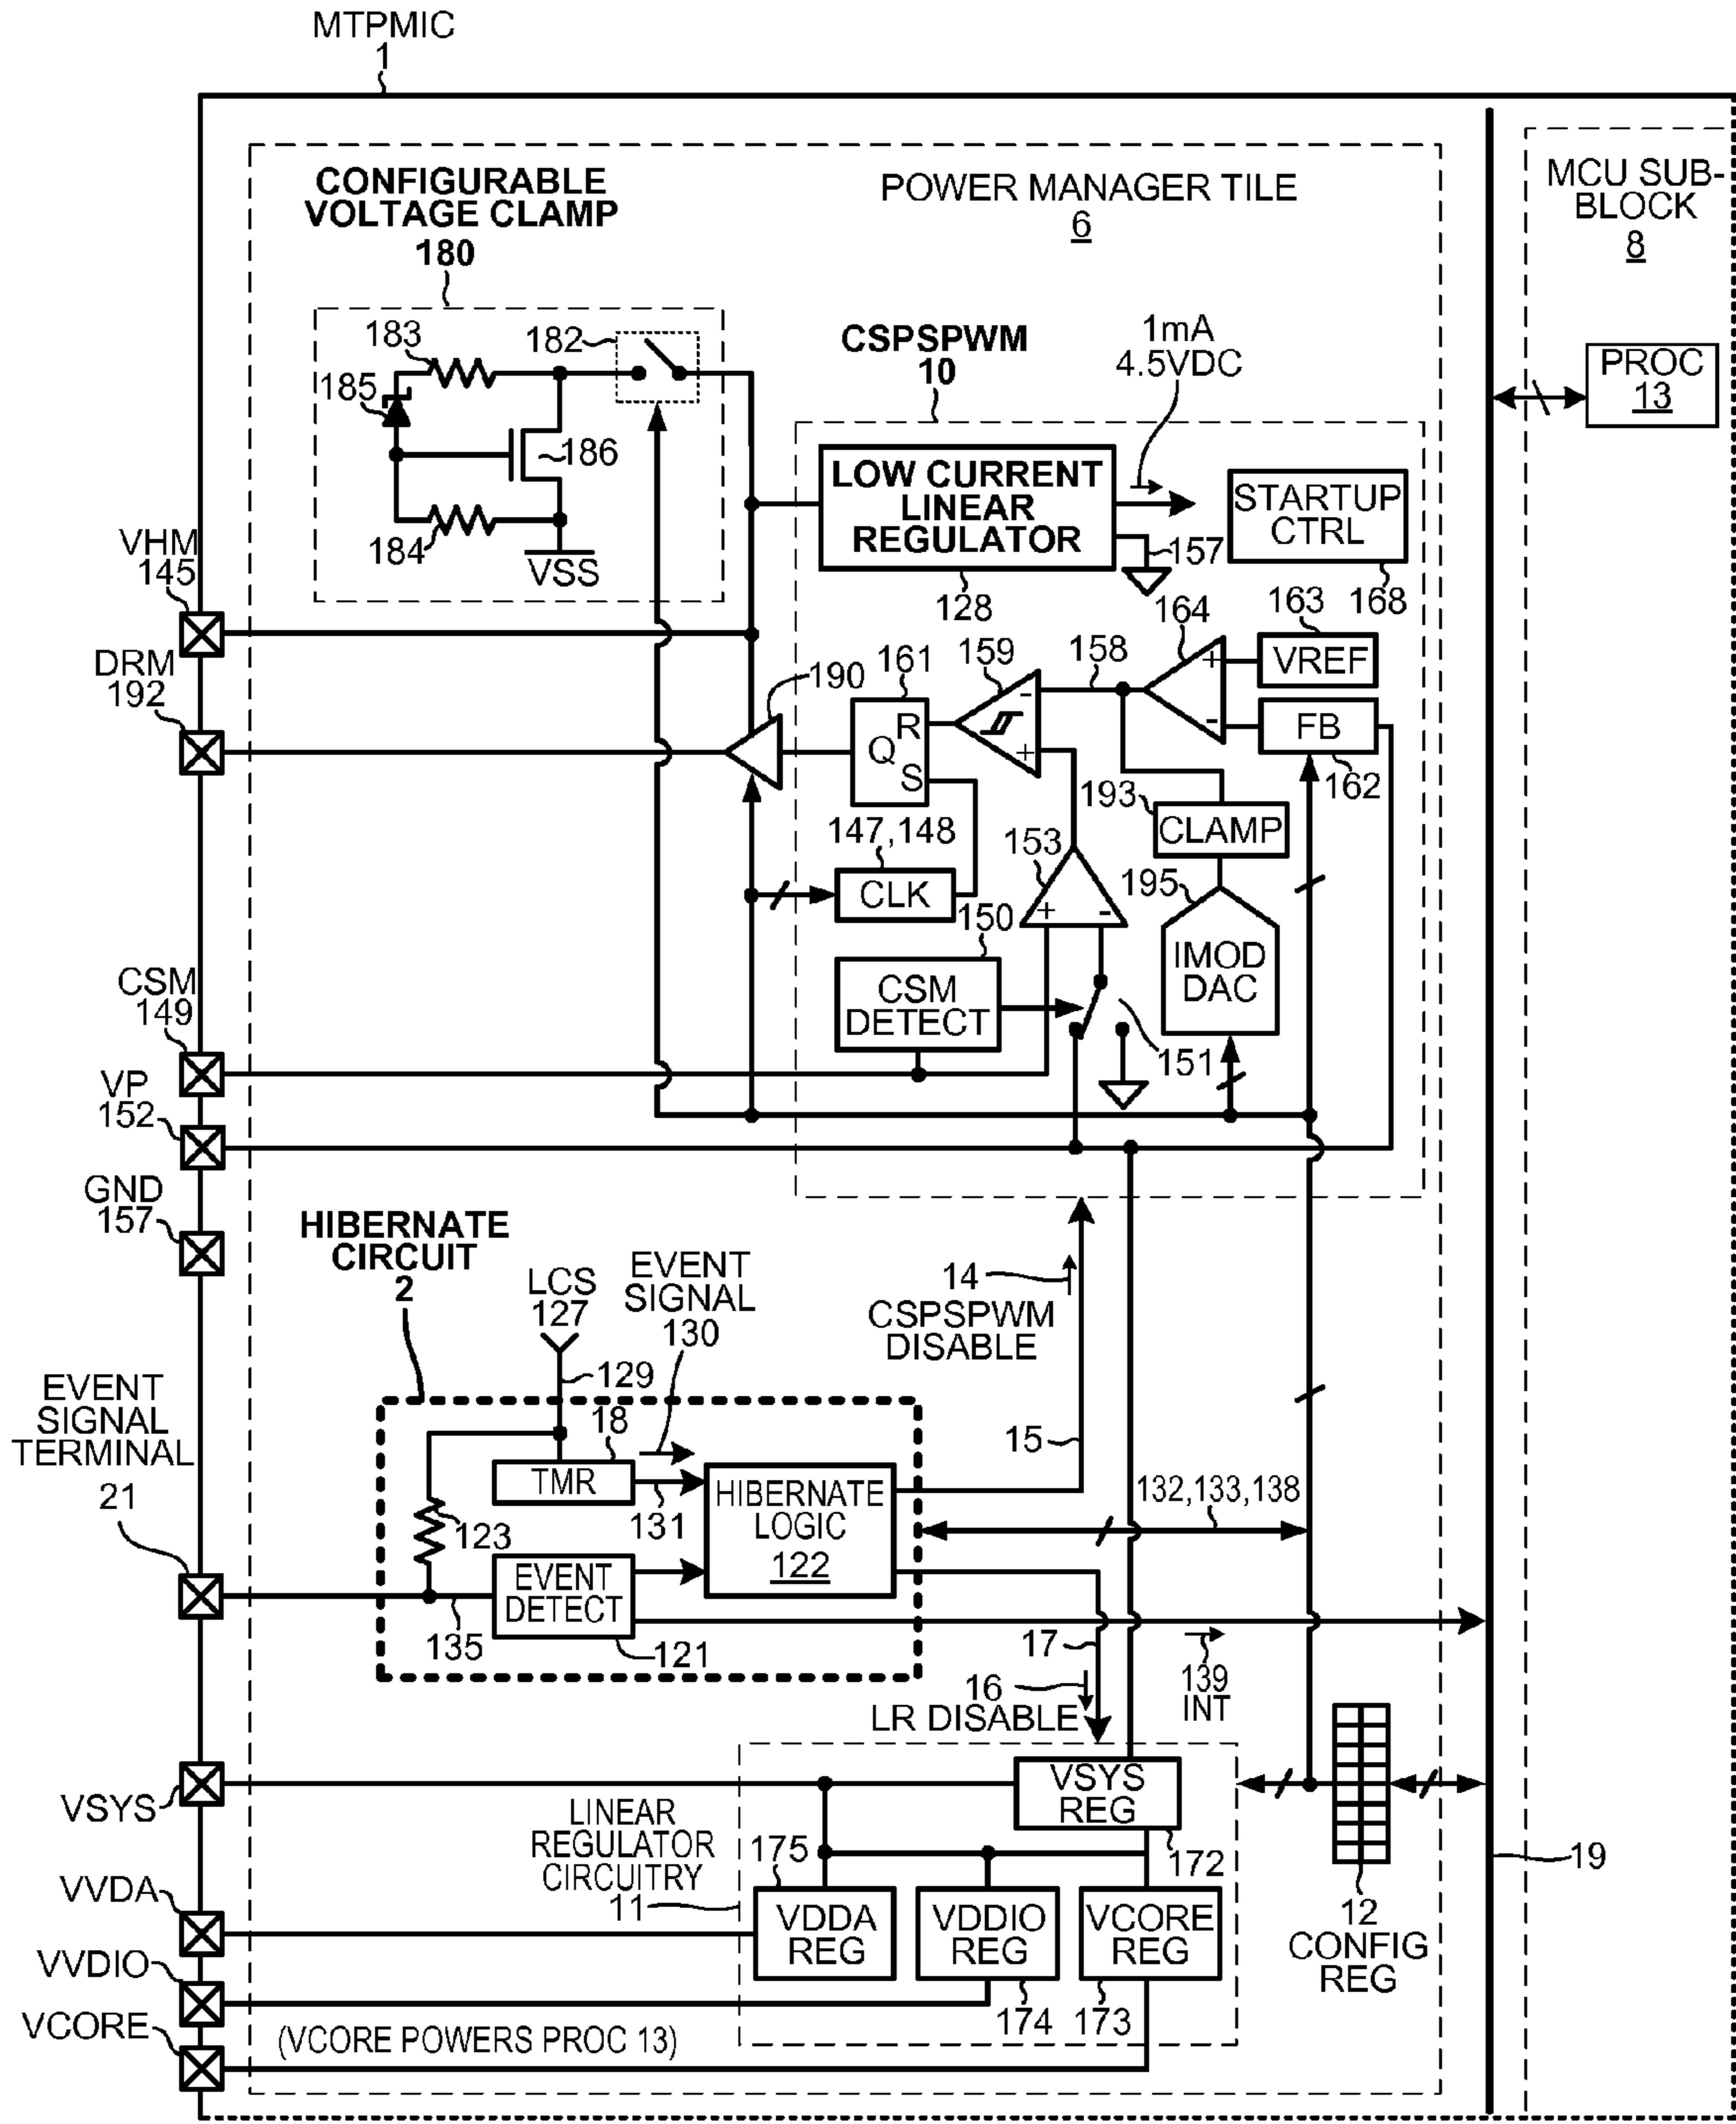 MTPMIC
1
CONFIGURABLE
VOLTAGE CLAMP
180
POWER MANAGER TILE
6
MCU SUB-
BLOCK
8
183
182
185
186
184
VSS
CSPSPWM
10
1mA
4.5VDC
PROC
13
LOW CURRENT
LINEAR
REGULATOR
STARTUP
CTRL
157
128
168
VHM
145
DRM
192
190
161
159
158
164
163
VREF
+
-
FB
162
R
Q
S
-
+
147,148
CLK
193
CLAMP
153
+
-
195
IMOD
DAC
150
CSM
DETECT
151
CSM
149
VP
152
GND
157
HIBERNATE
CIRCUIT
2
LCS
127
EVENT
SIGNAL
130
14
CSPSPWM
DISABLE
129
EVENT
SIGNAL
TERMINAL
21
18
TMR
131
HIBERNATE
LOGIC
122
15
132,133,138
123
EVENT
DETECT
135
121
17
139
INT
16
LR DISABLE
VSYS
VSYS
REG
LINEAR
REGULATOR
CIRCUITRY
11
175
172
19
VVDA
VDDA
REG
VDDIO
REG
VCORE
REG
12
CONFIG
REG
VVDIO
174
173
VCORE
(VCORE POWERS PROC 13)